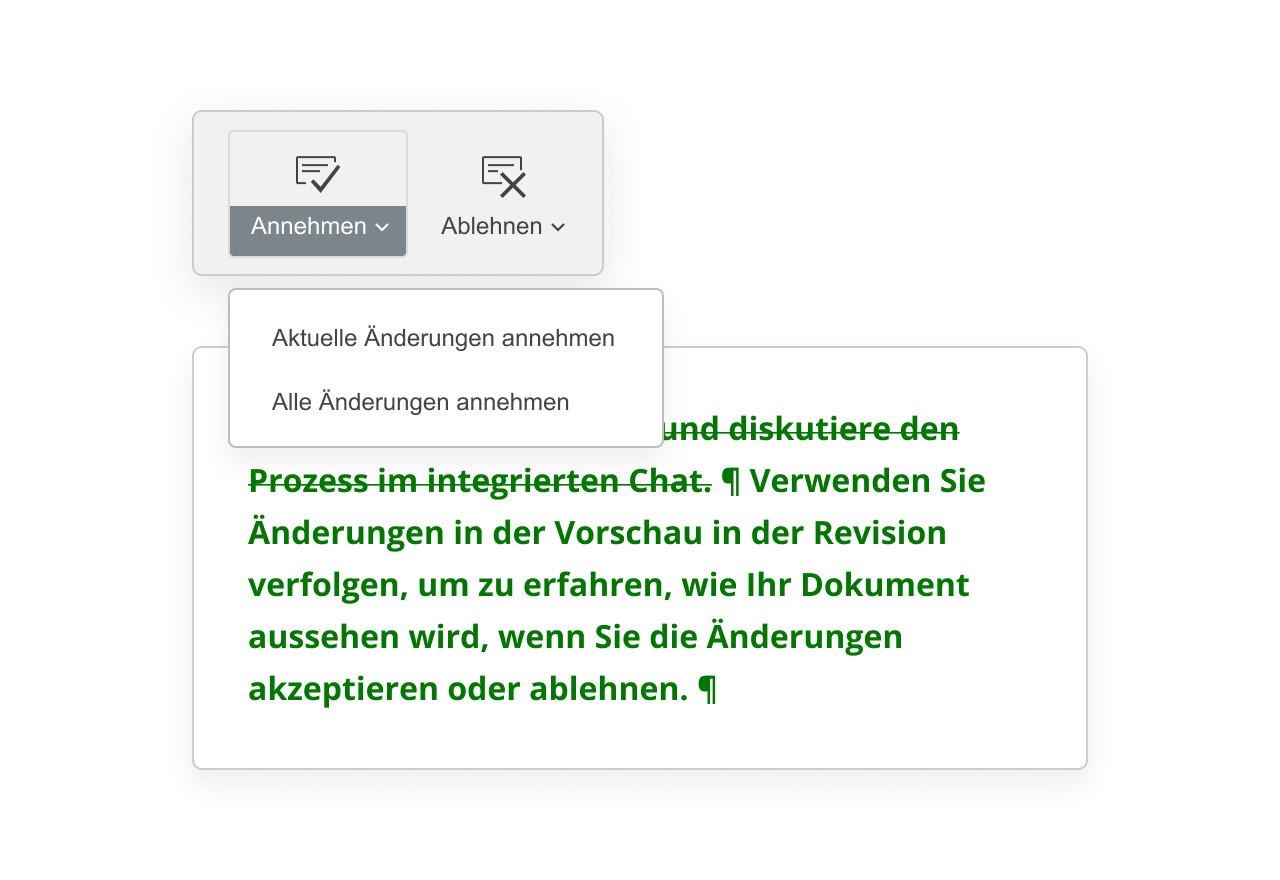 Annehmen
Ablehnen
Aktuelle Änderungen annehmen
Alle Änderungen annehmen
und diskutiere den
Prozess im integrierten Chat. ¶ Verwenden Sie
Änderungen in der Vorschau in der Revision
verfolgen, um zu erfahren, wie Ihr Dokument
aussehen wird, wenn Sie die Änderungen
akzeptieren oder ablehnen. ¶